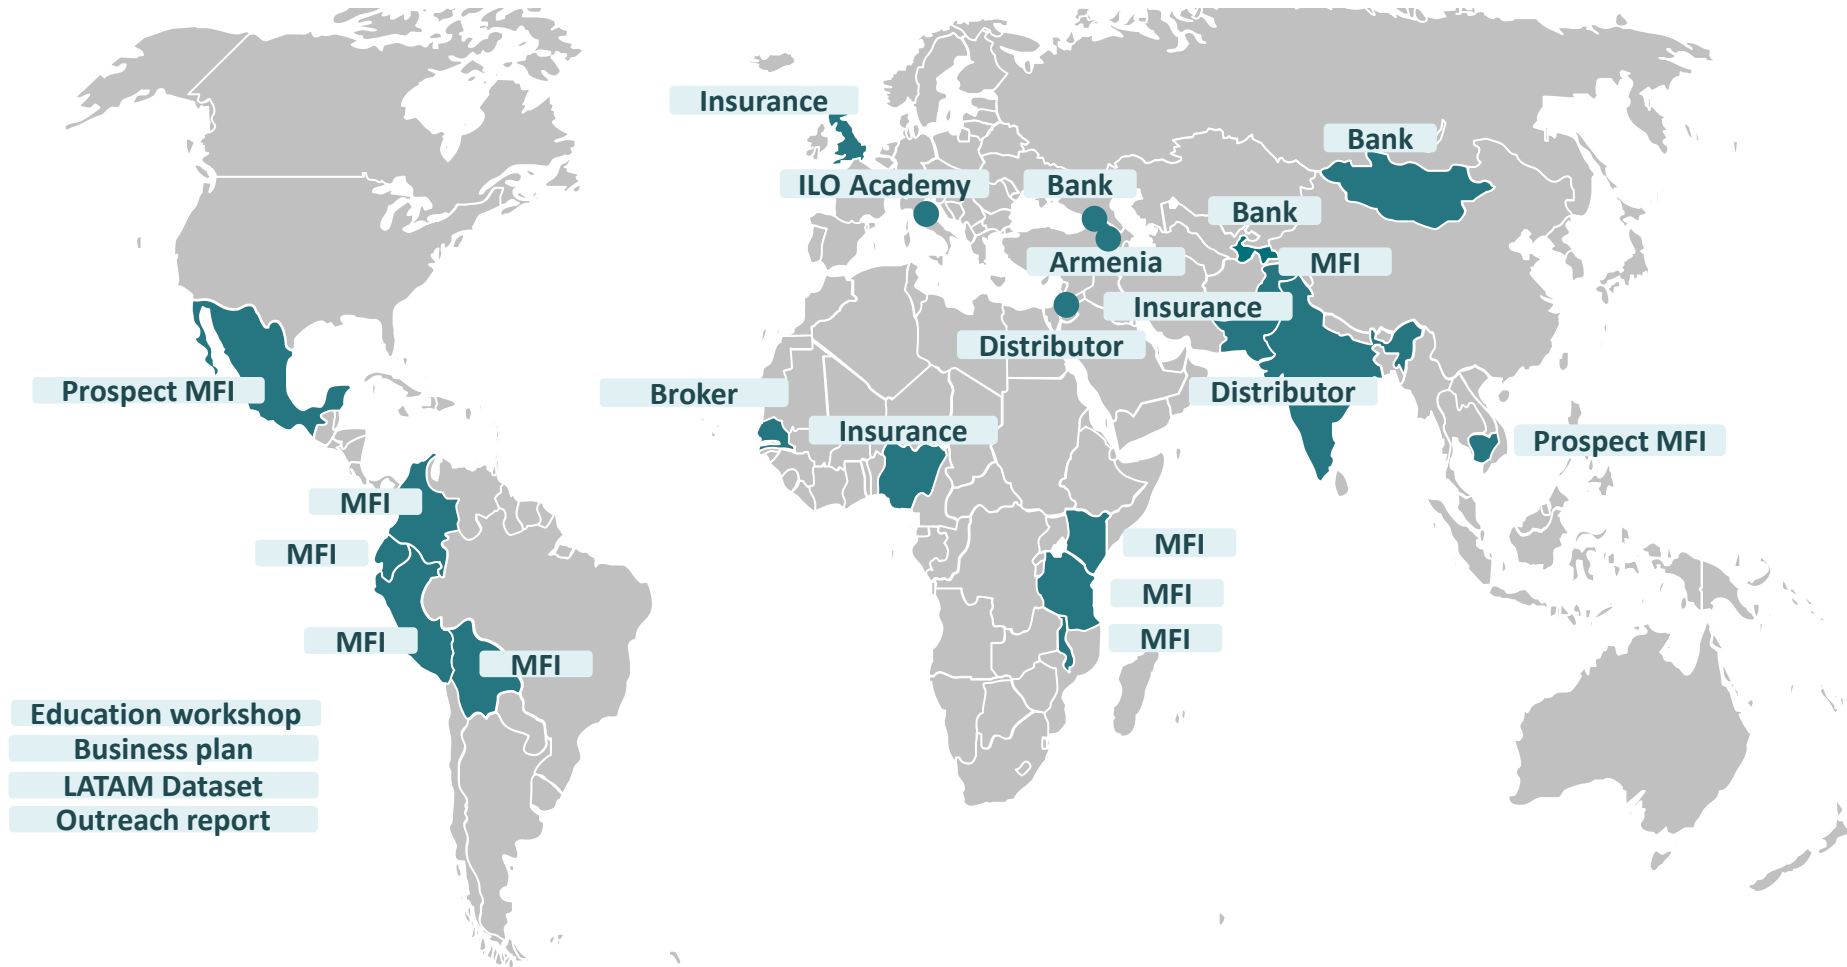 Insurance
Bank
ILO Academy
Bank
Bank
Armenia
MFI
Insurance
Distributor
Prospect MFI
Broker
Distributor
Insurance
Prospect MFI
MFI
MFI
MFI
MFI
MFI
MFI
MFI
Education workshop
Business plan
LATAM Dataset
Outreach report